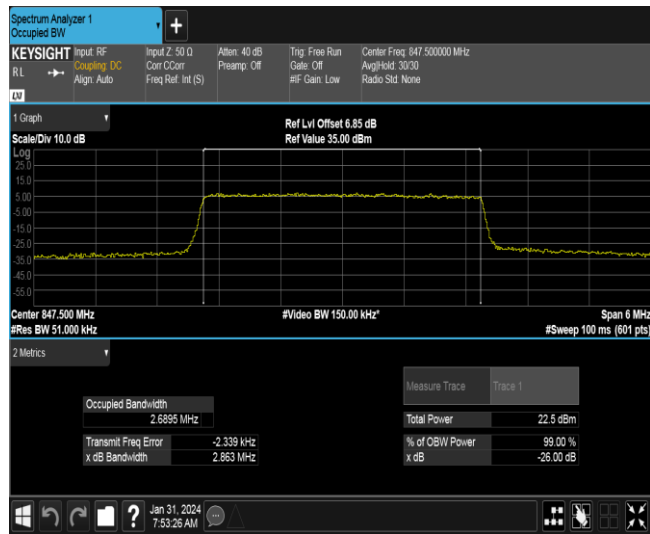 Spectrum Analyzer 1
Occupied BW
+
KEYSIGHT
RL
LXI
Input: RF
Coupling: DC
Align: Auto
Input Z: 50 Ω
Corr CCorr
Freq Ref: Int (S)
Atten: 40 dB
Preamp: Off
Trig: Free Run
Gate: Off
#IF Gain: Low
Center Freq: 847.500000 MHz
Avg|Hold: 30/30
Radio Std: None
1 Graph
Scale/Div 10.0 dB
Ref Lvl Offset 6.85 dB
Ref Value 35.00 dBm
Log
25.0
15.0
5.00
-5.00
-15.0
-25.0
-35.0
-45.0
-55.0
Center 847.500 MHz
#Res BW 51.000 kHz
#Video BW 150.00 kHz*
Span 6 MHz
#Sweep 100 ms (601 pts)
2 Metrics
Measure Trace Trace 1
Occupied Bandwidth
2.6895 MHz
Total Power 22.5 dBm
Transmit Freq Error -2.339 kHz
% of OBW Power 99.00 %
x dB Bandwidth 2.863 MHz
x dB -26.00 dB
?
Jan 31, 2024
7:53:26 AM